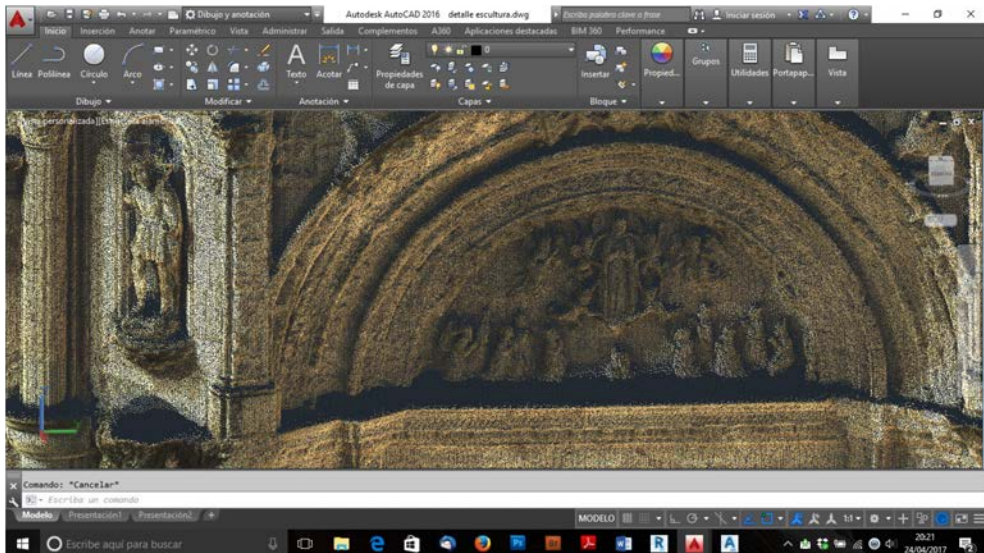 Dibujo y anotación
Autodesk AutoCAD 2016 detalle escultura.dwg
Escriba palabra clave o frase
Iniciar sesión
Inicio Inserción Anotar Paramétrico Vista Administrar Salida Complementos A360 Aplicaciones destacadas BIM 360 Performance
0
Línea Polilínea Círculo Arco
Texto Acotar
Propiedades de capa
Insertar
Propied...
Grupos
Utilidades
Portapap...
Vista
Dibujo Modificar Anotación Capas Bloque
Comando: *Cancelar*
Escriba un comando
Modelo Presentación1 Presentación2 +
MODELO
1:1
Escribe aquí para buscar
20:21
24/04/2017